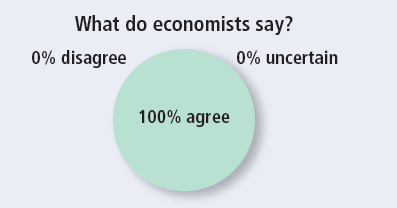 What do economists say?
0% disagree 0% uncertain
100% agree